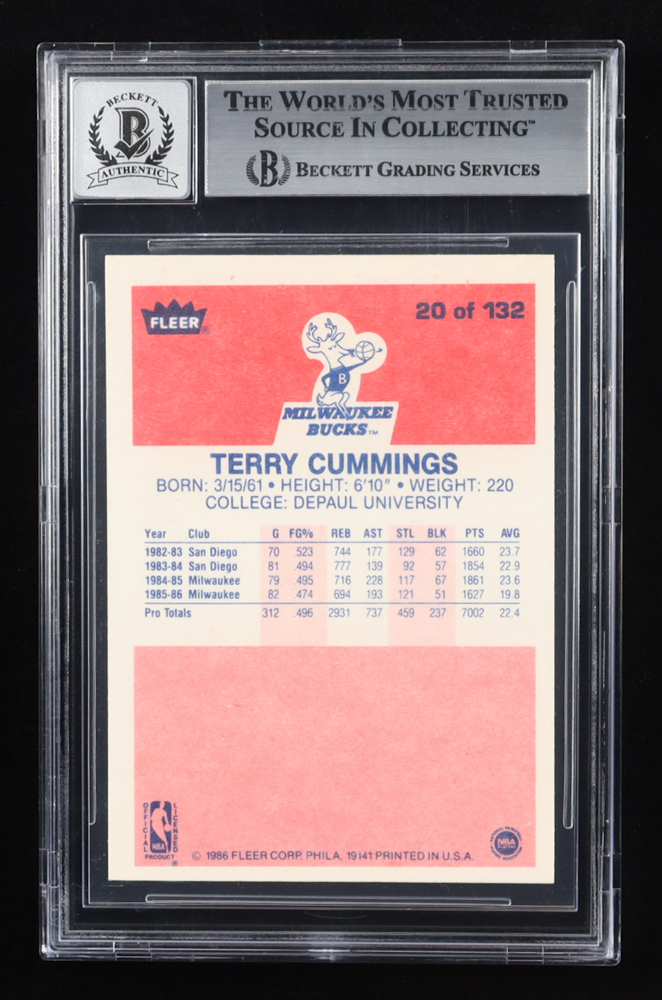 BECKETT
B
AUTHENTIC
THE WORLD'S MOST TRUSTED
SOURCE IN COLLECTING™
B BECKETT GRADING SERVICES
FLEER®
20 of 132
B
MILWAUKEE
BUCKS™
TERRY CUMMINGS
BORN: 3/15/61 • HEIGHT: 6'10" • WEIGHT: 220
COLLEGE: DEPAUL UNIVERSITY
Year Club G FG% REB AST STL BLK PTS AVG
1982-83 San Diego 70 .523 744 177 129 62 1660 23.7
1983-84 San Diego 81 .494 777 139 92 57 1854 22.9
1984-85 Milwaukee 79 .495 716 228 117 67 1861 23.6
1985-86 Milwaukee 82 .474 694 193 121 51 1627 19.8
Pro Totals 312 .496 2931 737 459 237 7002 22.4
OFFICIAL
LICENSED
NBA
PRODUCT
®
© 1986 FLEER CORP. PHILA. 19141 PRINTED IN U.S.A.
NBA
PLAYERS